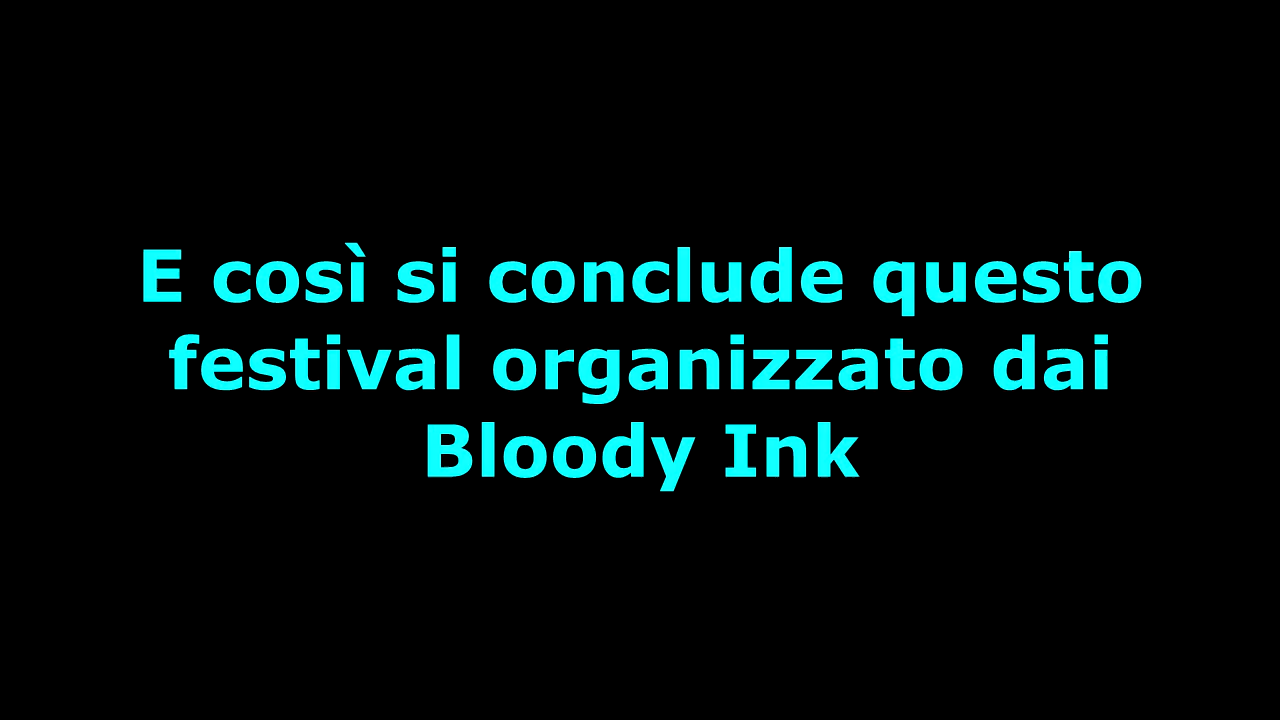 E così si conclude questo
festival organizzato dai
Bloody Ink